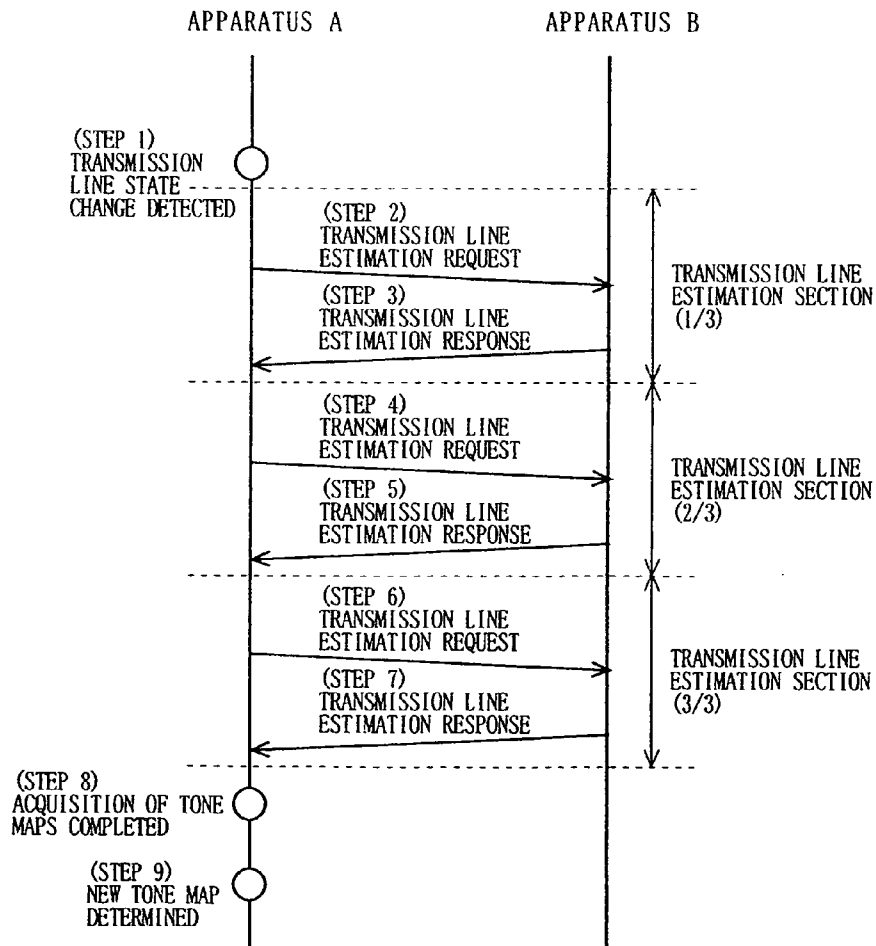 APPARATUS A
APPARATUS B
(STEP 1)
TRANSMISSION
LINE STATE
CHANGE DETECTED
(STEP 2)
TRANSMISSION LINE
ESTIMATION REQUEST
(STEP 3)
TRANSMISSION LINE
ESTIMATION RESPONSE
TRANSMISSION LINE
ESTIMATION SECTION
(1/3)
(STEP 4)
TRANSMISSION LINE
ESTIMATION REQUEST
(STEP 5)
TRANSMISSION LINE
ESTIMATION RESPONSE
TRANSMISSION LINE
ESTIMATION SECTION
(2/3)
(STEP 6)
TRANSMISSION LINE
ESTIMATION REQUEST
(STEP 7)
TRANSMISSION LINE
ESTIMATION RESPONSE
TRANSMISSION LINE
ESTIMATION SECTION
(3/3)
(STEP 8)
ACQUISITION OF TONE
MAPS COMPLETED
(STEP 9)
NEW TONE MAP
DETERMINED